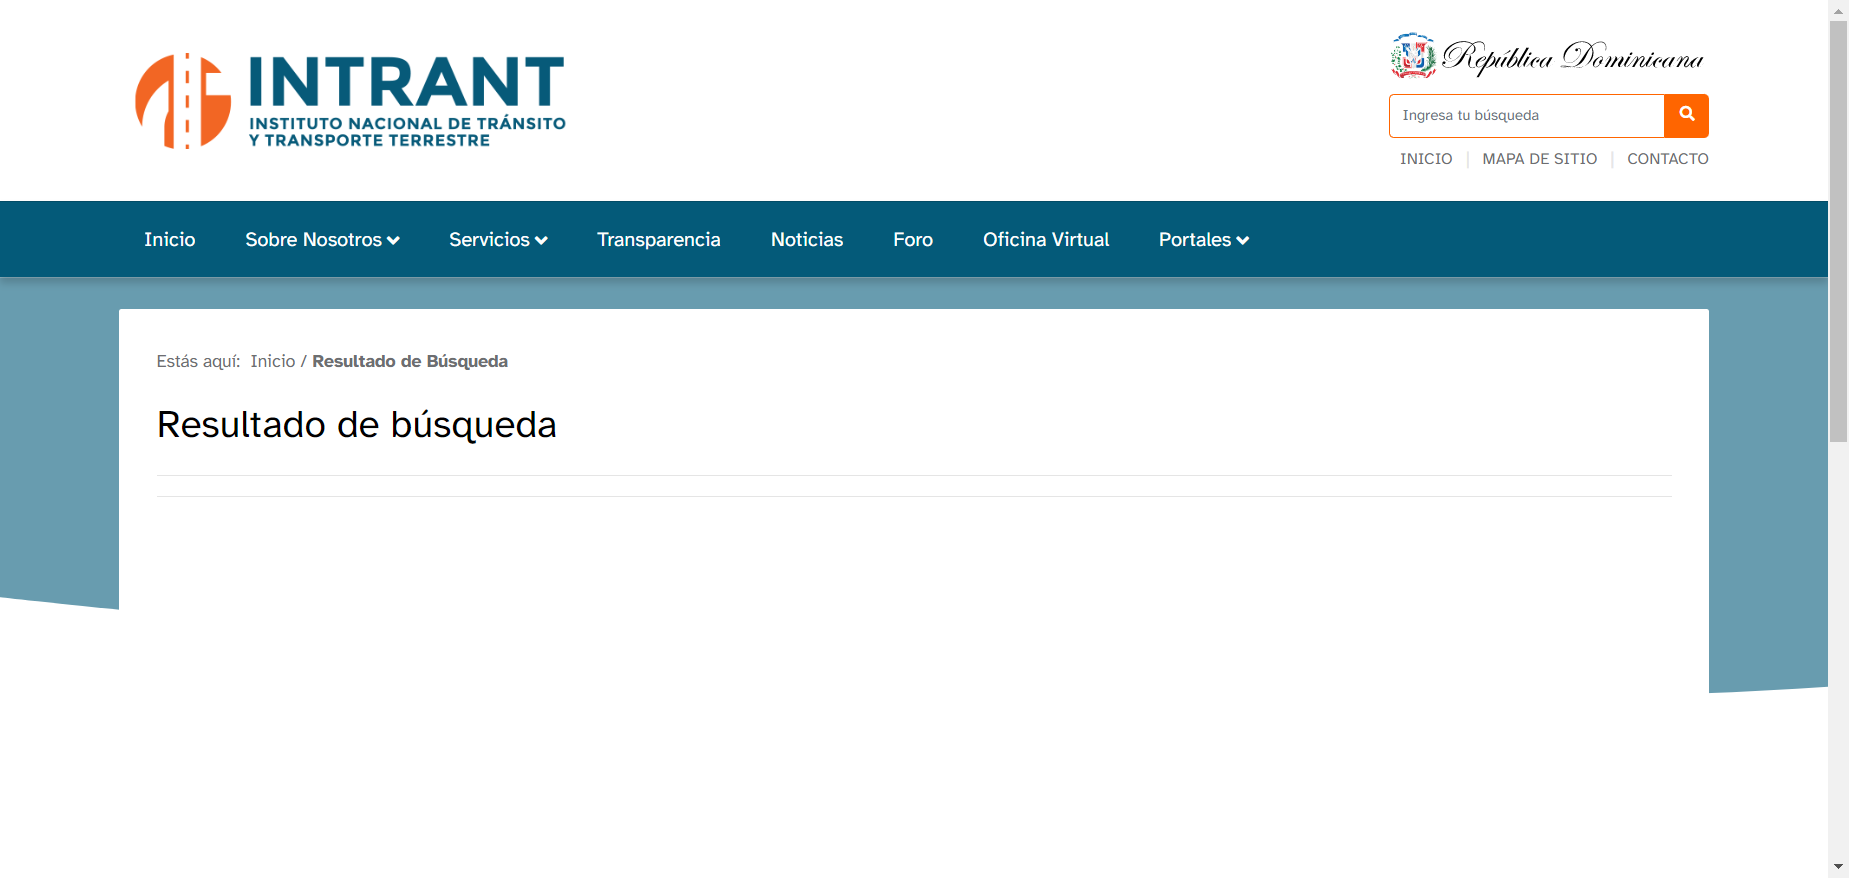 INTRANT
INSTITUTO NACIONAL DE TRÁNSITO
Y TRANSPORTE TERRESTRE
República Dominicana
Ingresa tu búsqueda
INICIO | MAPA DE SITIO | CONTACTO
Inicio Sobre Nosotros Servicios Transparencia Noticias Foro Oficina Virtual Portales
Estás aquí: Inicio / Resultado de Búsqueda
Resultado de búsqueda